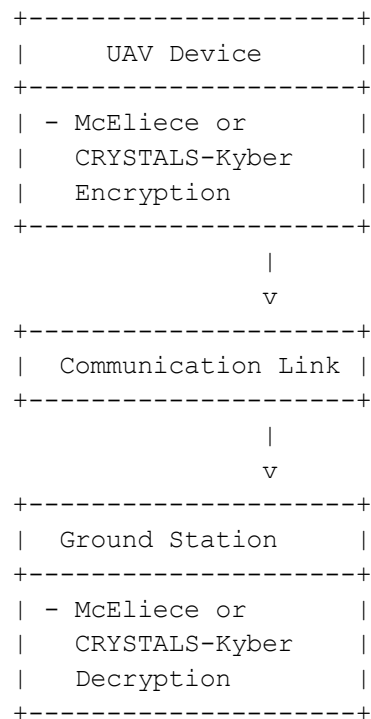 +---------------------+
|     UAV Device      |
+---------------------+
| - McEliece or       |
|   CRYSTALS-Kyber    |
|   Encryption        |
+---------------------+
                |
                v
+---------------------+
|  Communication Link |
+---------------------+
                |
                v
+---------------------+
|  Ground Station     |
+---------------------+
| - McEliece or       |
|   CRYSTALS-Kyber    |
|   Decryption        |
+---------------------+